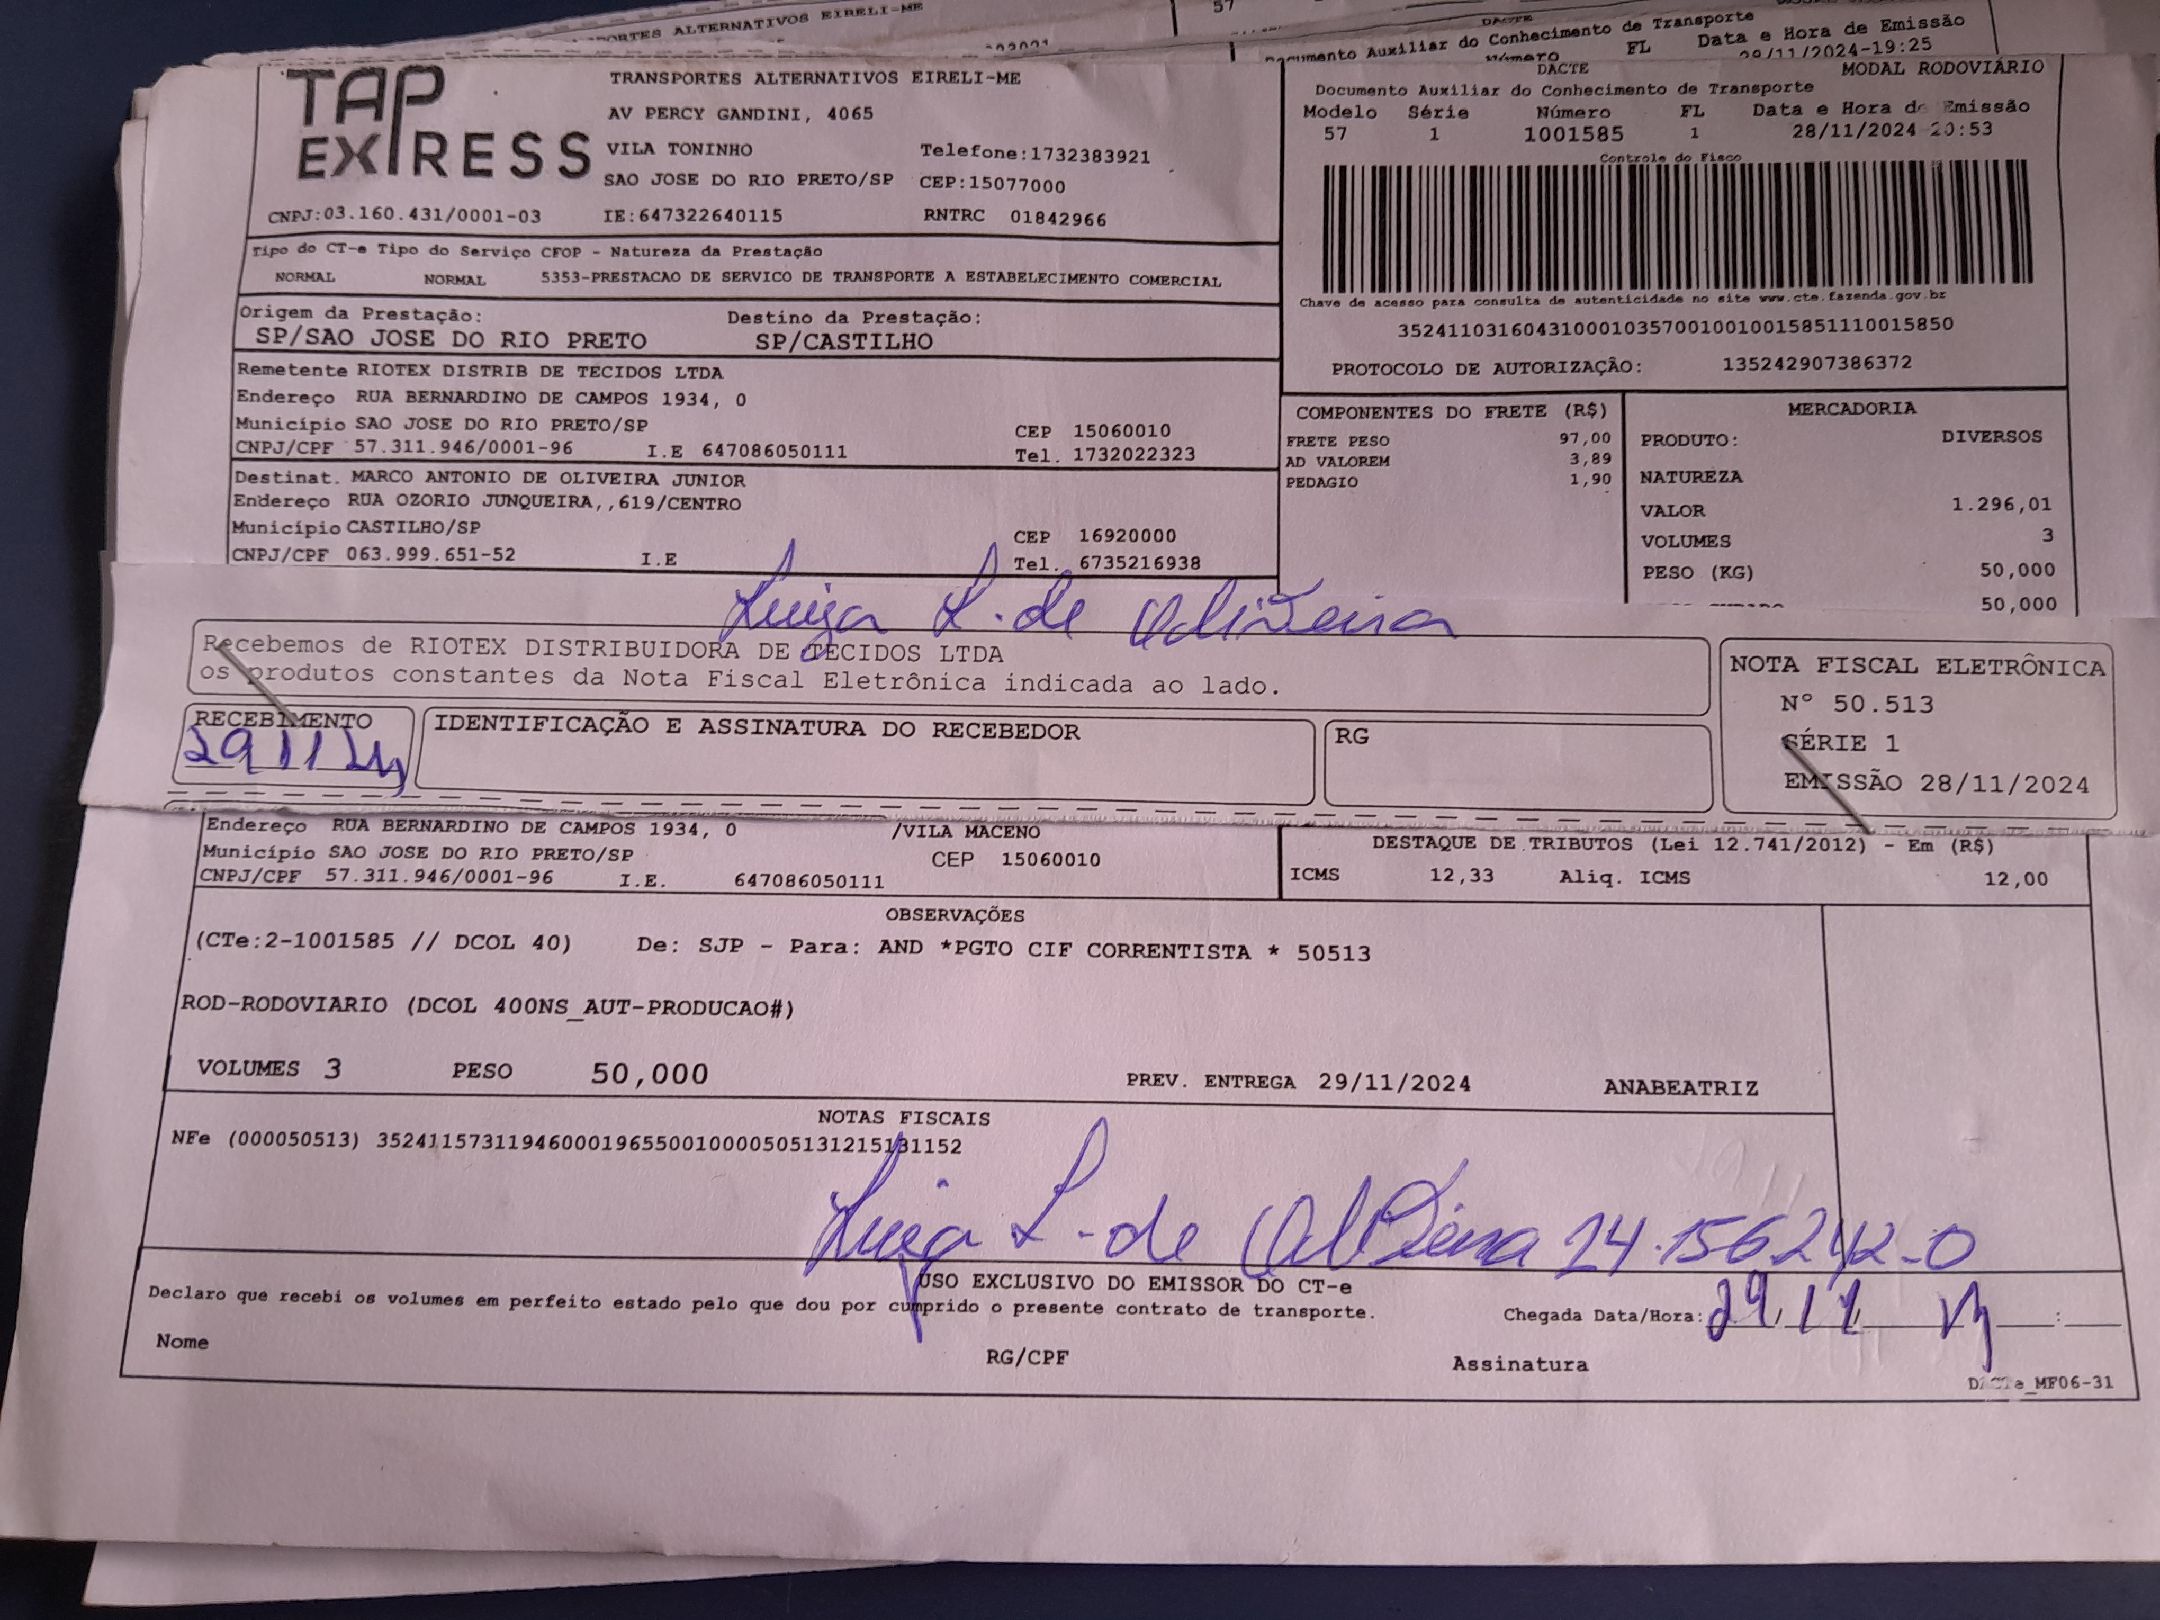 PORTES ALTERNATIVOS EIRELI-ME
57
DACTE
Documento Auxiliar do Conhecimento de Transporte
FL Data e Hora de Emissão
29/11/2024-19:25
TAP EXPRESS
TRANSPORTES ALTERNATIVOS EIRELI-ME
AV PERCY GANDINI, 4065
VILA TONINHO Telefone:1732383921
SAO JOSE DO RIO PRETO/SP CEP:15077000
CNPJ:03.160.431/0001-03 IE:647322640115 RNTRC 01842966
DACTE MODAL RODOVIÁRIO
Documento Auxiliar do Conhecimento de Transporte
Modelo Série Número FL Data e Hora de Emissão
57 1 1001585 1 28/11/2024-20:53
Controle do Fisco
Chave de acesso para consulta de autenticidade no site www.cte.fazenda.gov.br
35241103160431000103570010010015851110015850
PROTOCOLO DE AUTORIZAÇÃO: 135242907386372
Tipo do CT-e Tipo do Serviço CFOP - Natureza da Prestação
NORMAL NORMAL 5353-PRESTACAO DE SERVICO DE TRANSPORTE A ESTABELECIMENTO COMERCIAL
Origem da Prestação: Destino da Prestação:
SP/SAO JOSE DO RIO PRETO SP/CASTILHO
Remetente RIOTEX DISTRIB DE TECIDOS LTDA
Endereço RUA BERNARDINO DE CAMPOS 1934, 0
Município SAO JOSE DO RIO PRETO/SP CEP 15060010
CNPJ/CPF 57.311.946/0001-96 I.E 647086050111 Tel. 1732022323
Destinat. MARCO ANTONIO DE OLIVEIRA JUNIOR
Endereço RUA OZORIO JUNQUEIRA,,619/CENTRO
Município CASTILHO/SP CEP 16920000
CNPJ/CPF 063.999.651-52 I.E Tel. 6735216938
COMPONENTES DO FRETE (R$)
FRETE PESO 97,00
AD VALOREM 3,89
PEDAGIO 1,90
MERCADORIA
PRODUTO: DIVERSOS
NATUREZA
VALOR 1.296,01
VOLUMES 3
PESO (KG) 50,000
50,000
Luiza L. de Oliveira
Recebemos de RIOTEX DISTRIBUIDORA DE TECIDOS LTDA
os produtos constantes da Nota Fiscal Eletrônica indicada ao lado.
RECEBIMENTO
29 11 24
IDENTIFICAÇÃO E ASSINATURA DO RECEBEDOR
RG
NOTA FISCAL ELETRÔNICA
N° 50.513
SÉRIE 1
EMISSÃO 28/11/2024
Endereço RUA BERNARDINO DE CAMPOS 1934, 0 /VILA MACENO
Município SAO JOSE DO RIO PRETO/SP CEP 15060010
CNPJ/CPF 57.311.946/0001-96 I.E. 647086050111
DESTAQUE DE TRIBUTOS (Lei 12.741/2012) - Em (R$)
ICMS 12,33 Aliq. ICMS 12,00
OBSERVAÇÕES
(CTe:2-1001585 // DCOL 40) De: SJP - Para: AND *PGTO CIF CORRENTISTA * 50513
ROD-RODOVIARIO (DCOL 400NS_AUT-PRODUCAO#)
VOLUMES 3 PESO 50,000 PREV. ENTREGA 29/11/2024 ANABEATRIZ
NOTAS FISCAIS
NFe (000050513) 35241157311946000196550010000505131215131152
Luiza L. de Oliveira 24.156242-0
USO EXCLUSIVO DO EMISSOR DO CT-e
Declaro que recebi os volumes em perfeito estado pelo que dou por cumprido o presente contrato de transporte. Chegada Data/Hora: 29/11/ 24
Nome RG/CPF Assinatura
DACTe_MF06-31